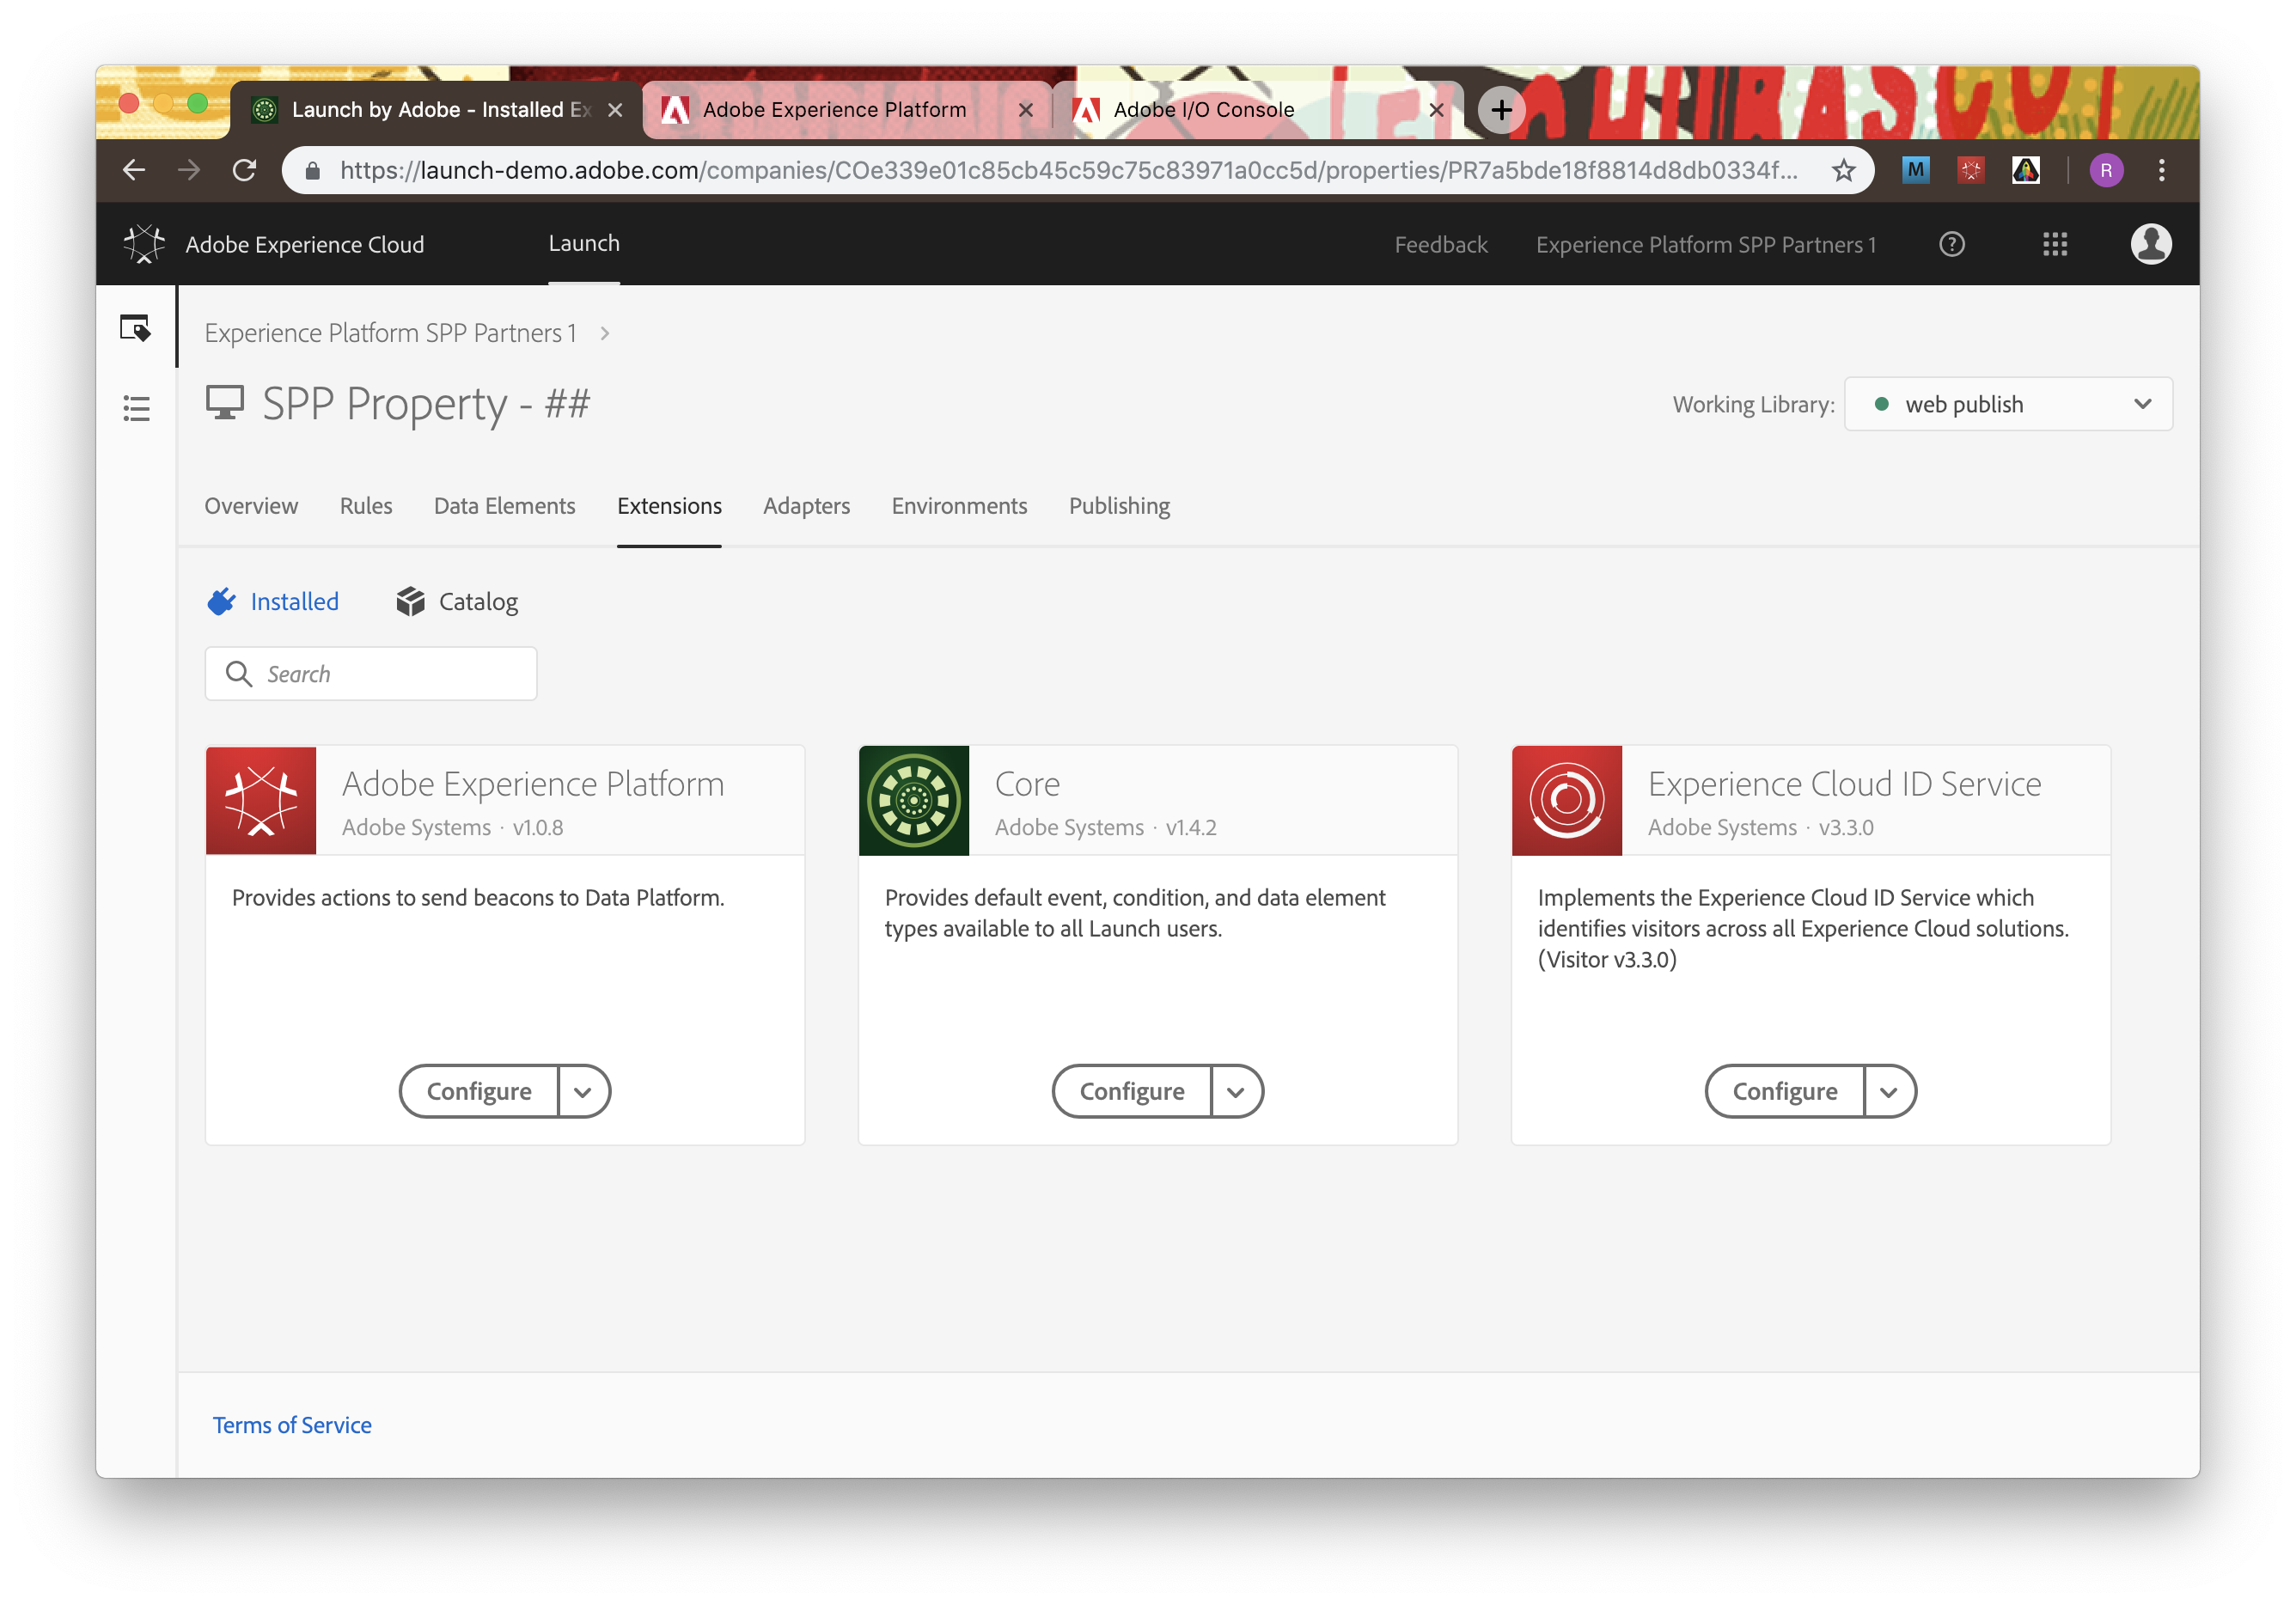 Launch by Adobe - Installed Ex
Adobe Experience Platform
Adobe I/O Console
https://launch-demo.adobe.com/companies/COe339e01c85cb45c59c75c83971a0cc5d/properties/PR7a5bde18f8814d8db0334f...
M
R
Adobe Experience Cloud
Launch
Feedback
Experience Platform SPP Partners 1
?
Experience Platform SPP Partners 1 >
SPP Property - ##
Working Library:
web publish
Overview
Rules
Data Elements
Extensions
Adapters
Environments
Publishing
Installed
Catalog
Search
Adobe Experience Platform
Adobe Systems · v1.0.8
Provides actions to send beacons to Data Platform.
Configure
Core
Adobe Systems · v1.4.2
Provides default event, condition, and data element
types available to all Launch users.
Configure
Experience Cloud ID Service
Adobe Systems · v3.3.0
Implements the Experience Cloud ID Service which
identifies visitors across all Experience Cloud solutions.
(Visitor v3.3.0)
Configure
Terms of Service